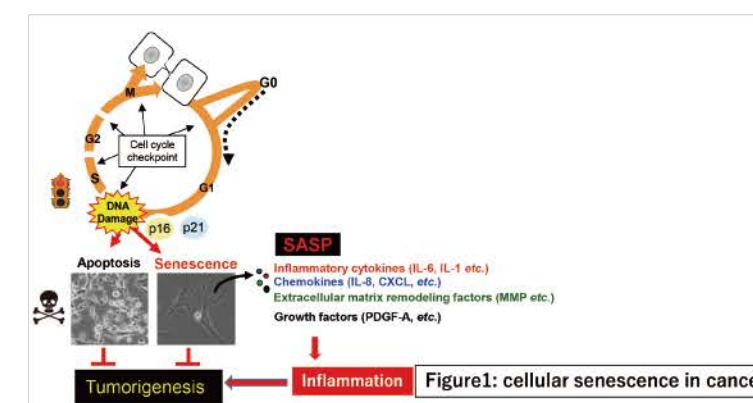 G0
M
G2
Cell cycle
checkpoint
S
G1
DNA
Damage
p16 p21
SASP
Apoptosis Senescence
Inflammatory cytokines (IL-6, IL-1 etc.)
Chemokines (IL-8, CXCL, etc.)
Extracellular matrix remodeling factors (MMP etc.)
Growth factors (PDGF-A, etc.)
Tumorigenesis
Inflammation
Figure1: cellular senescence in cance